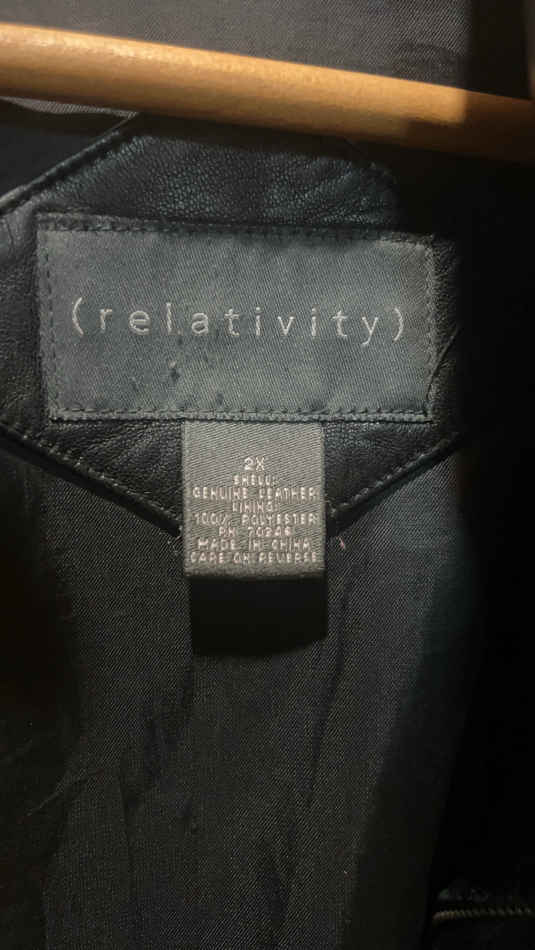 (relativity)
2X
SHELL:
GENUINE LEATHER
LINING:
100% POLYESTER
RN 70246
MADE IN CHINA
CARE ON REVERSE